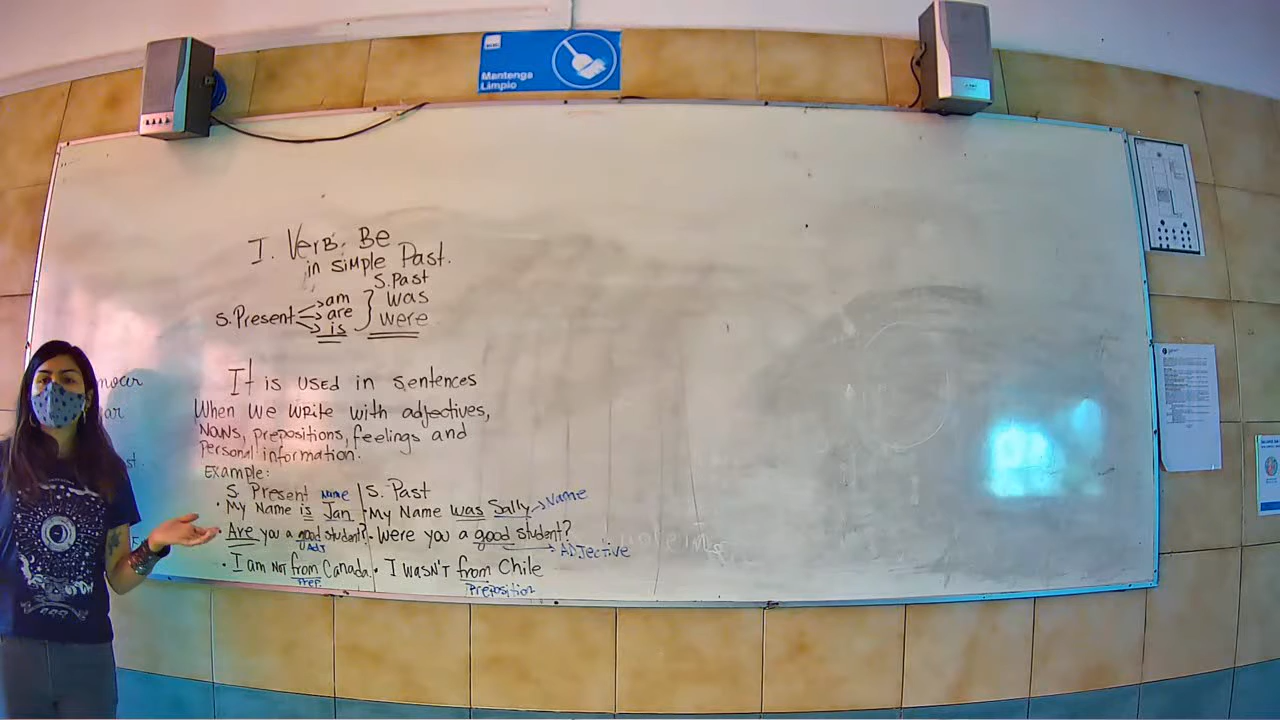 Mantenga
Limpio
I. Verb. Be
in simple Past.
S. Past
s. Present am } was
are were
is
It is used in sentences
When we write with adjectives,
Nouns, prepositions, feelings and
Personal information.
Example:
S. Present Name S. Past
• My Name is Jan • My Name was Sally → Name
• Are you a good student? • Were you a good student?
Adj → Adjective
• I am not from Canada. • I wasn't from Chile
Prep. Preposition